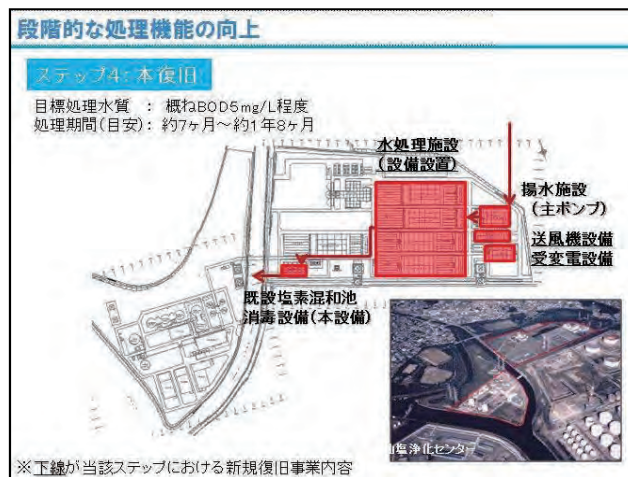 段階的な処理機能の向上
ステップ4:本復旧
目標処理水質 : 概ねBOD5mg/L程度
処理期間(目安): 約7ヶ月~約1年8ヶ月
水処理施設
(設備設置)
揚水施設
(主ポンプ)
送風機設備
受変電設備
既設塩素混和池
消毒設備(本設備)
塩浄化センター
※下線が当該ステップにおける新規復旧事業内容